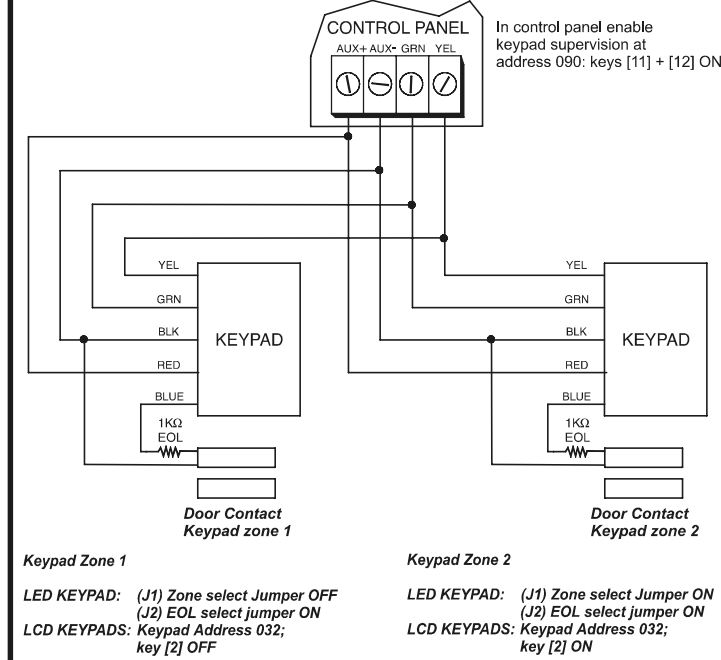 CONTROL PANEL
AUX+ AUX- GRN YEL
In control panel enable
keypad supervision at
address 090: keys [11] + [12] ON
YEL
GRN
BLK
RED
BLUE
KEYPAD
1KΩ
EOL
Door Contact
Keypad zone 1
YEL
GRN
BLK
RED
BLUE
KEYPAD
1KΩ
EOL
Door Contact
Keypad zone 2
Keypad Zone 1
LED KEYPAD: (J1) Zone select Jumper OFF
(J2) EOL select jumper ON
LCD KEYPADS: Keypad Address 032;
key [2] OFF
Keypad Zone 2
LED KEYPAD: (J1) Zone select Jumper ON
(J2) EOL select jumper ON
LCD KEYPADS: Keypad Address 032;
key [2] ON